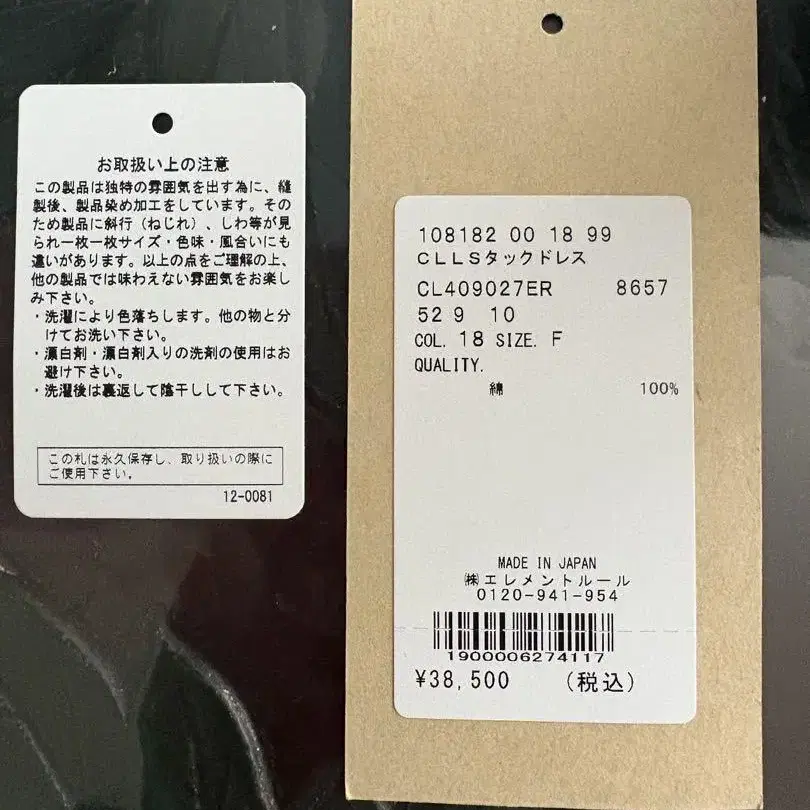 お取扱い上の注意
この製品は独特の雰囲気を出す為に、縫
製後、製品染め加工をしています。その
ため製品に斜行（ねじれ）、しわ等が見
られ一枚一枚サイズ・色味・風合いにも
違いがあります。以上の点をご理解の上、
他の製品では味わえない雰囲気をお楽し
み下さい。
・洗濯により色落ちします。他の物と分
けてお洗い下さい。
・漂白剤・漂白剤入りの洗剤の使用はお
避け下さい。
・洗濯後は裏返して陰干しして下さい。
この札は永久保存し、取り扱いの際に
ご使用下さい。
12-0081
108182 00 18 99
CLLSタックドレス
CL409027ER 8657
52 9 10
COL. 18 SIZE. F
QUALITY.
綿 100%
MADE IN JAPAN
㈱エレメントルール
0120-941-954
1900006274117
¥38,500 (税込)